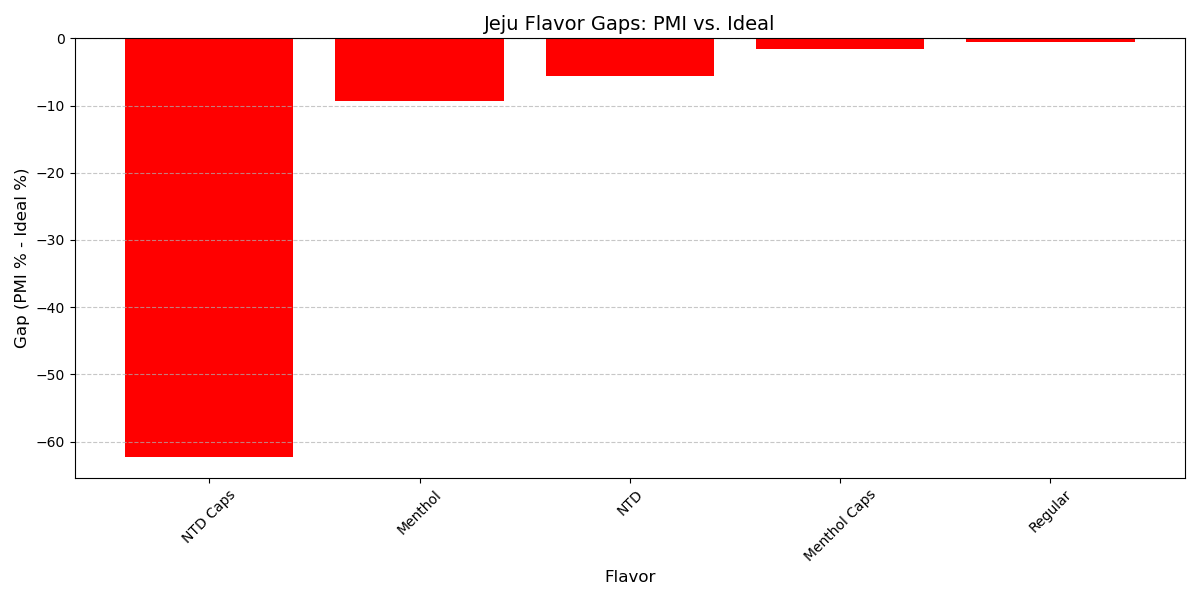 Jeju Flavor Gaps: PMI vs. Ideal
Gap (PMI % - Ideal %)
0
−10
−20
−30
−40
−50
−60
NTD Caps
Menthol
NTD
Menthol Caps
Regular
Flavor